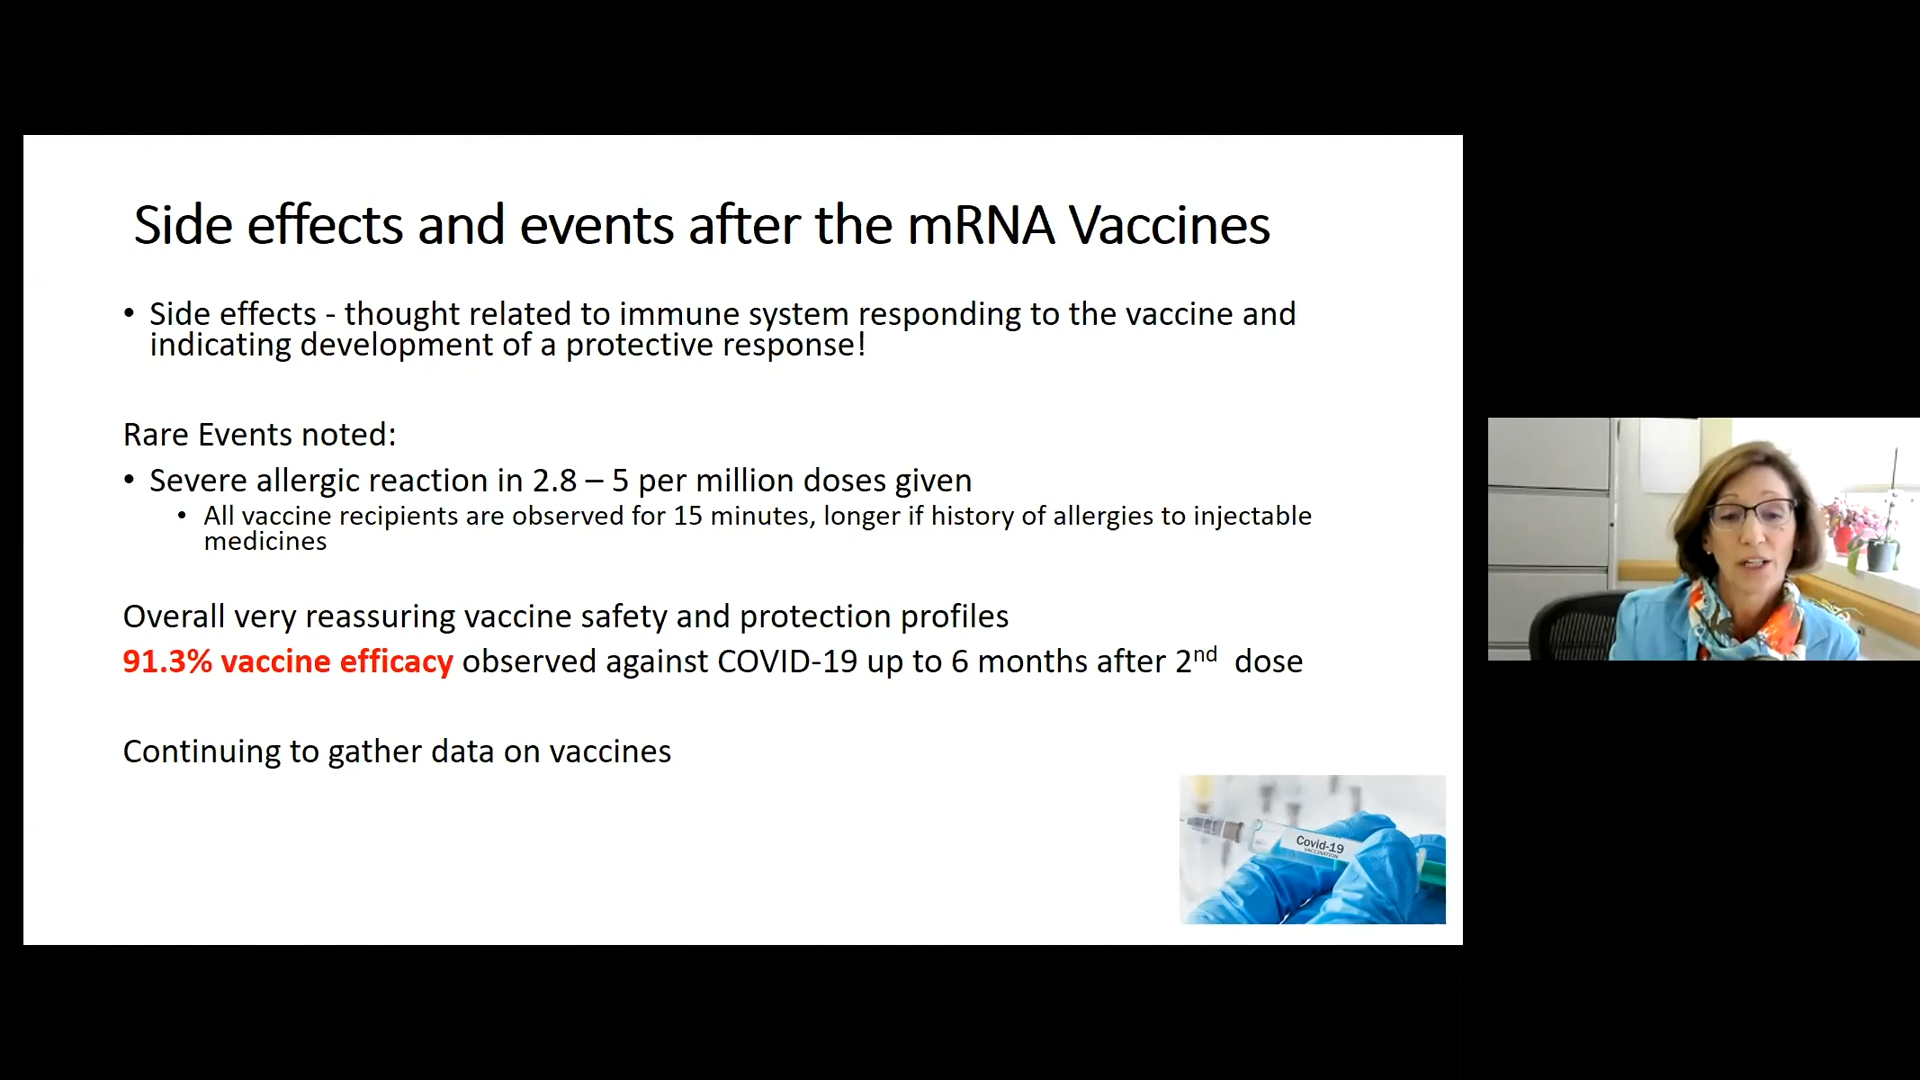 Side effects and events after the mRNA Vaccines
• Side effects - thought related to immune system responding to the vaccine and
indicating development of a protective response!
Rare Events noted:
• Severe allergic reaction in 2.8 – 5 per million doses given
• All vaccine recipients are observed for 15 minutes, longer if history of allergies to injectable
medicines
Overall very reassuring vaccine safety and protection profiles
91.3% vaccine efficacy observed against COVID-19 up to 6 months after 2nd dose
Continuing to gather data on vaccines
Covid-19
VACCINATION